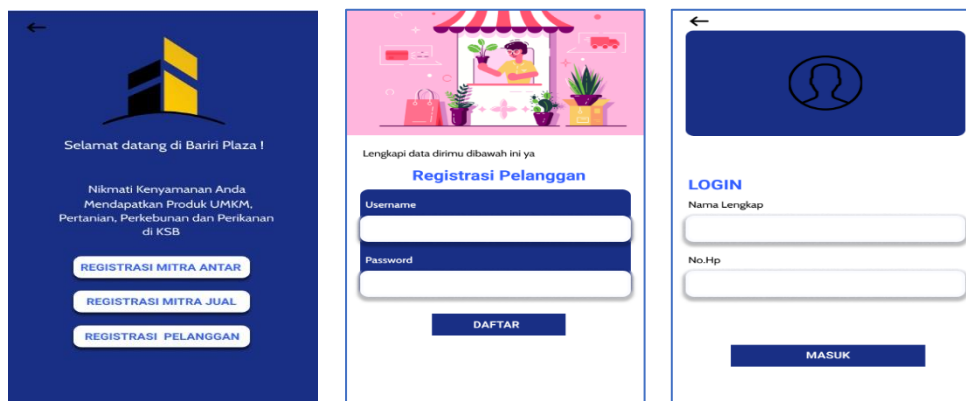 Selamat datang di Bariri Plaza !
Nikmati Kenyamanan Anda
Mendapatkan Produk UMKM,
Pertanian, Perkebunan dan Perikanan
di KSB
REGISTRASI MITRA ANTAR
REGISTRASI MITRA JUAL
REGISTRASI PELANGGAN
Lengkapi data dirimu dibawah ini ya
Registrasi Pelanggan
Username
Password
DAFTAR
LOGIN
Nama Lengkap
No.Hp
MASUK